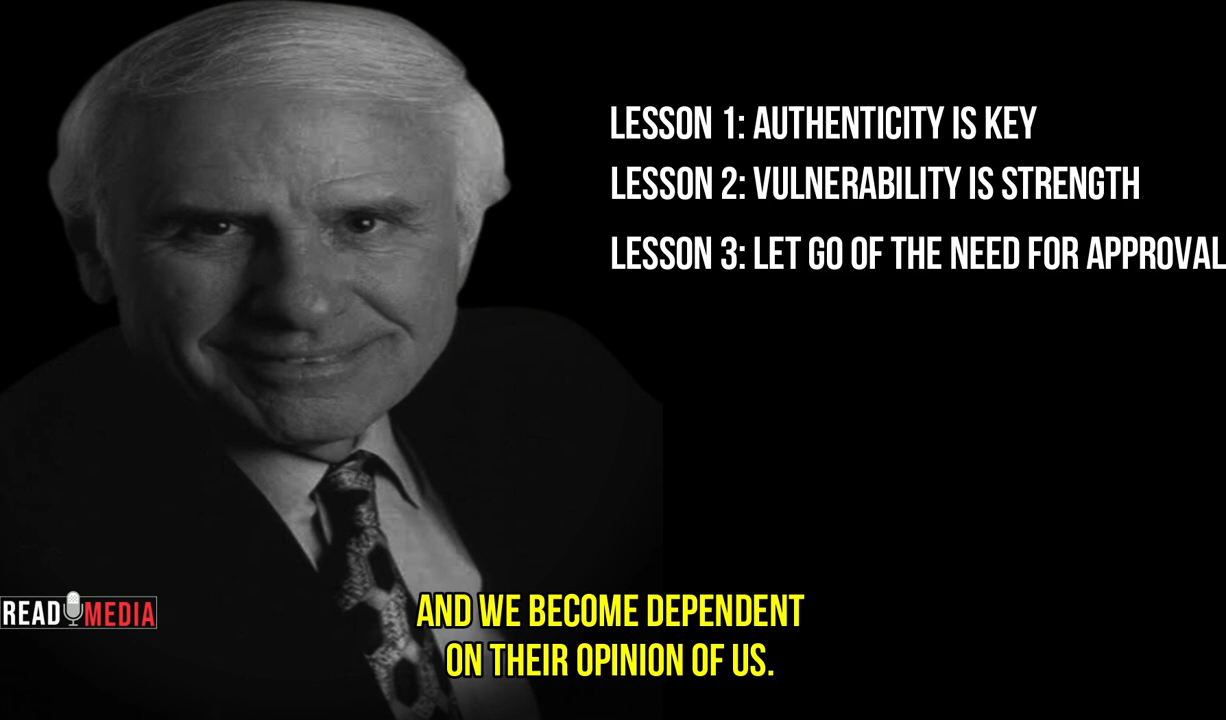 LESSON 1: AUTHENTICITY IS KEY
LESSON 2: VULNERABILITY IS STRENGTH
LESSON 3: LET GO OF THE NEED FOR APPROVAL
READ MEDIA
AND WE BECOME DEPENDENT
ON THEIR OPINION OF US.